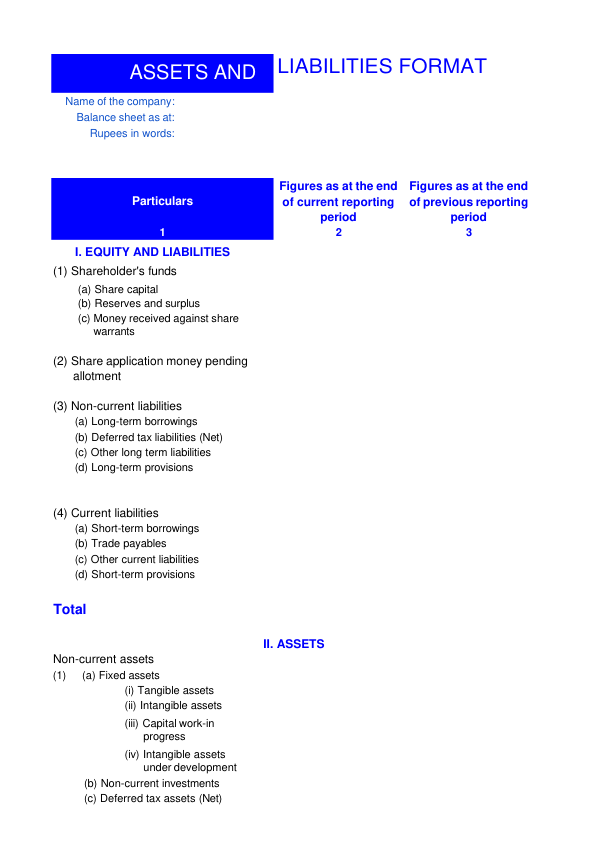 ASSETS AND LIABILITIES FORMAT
Name of the company:
Balance sheet as at:
Rupees in words:
Particulars
1
Figures as at the end
of current reporting
period
2
Figures as at the end
of previous reporting
period
3
I. EQUITY AND LIABILITIES
(1) Shareholder's funds
(a) Share capital
(b) Reserves and surplus
(c) Money received against share
warrants
(2) Share application money pending
allotment
(3) Non-current liabilities
(a) Long-term borrowings
(b) Deferred tax liabilities (Net)
(c) Other long term liabilities
(d) Long-term provisions
(4) Current liabilities
(a) Short-term borrowings
(b) Trade payables
(c) Other current liabilities
(d) Short-term provisions
Total
II. ASSETS
Non-current assets
(1) (a) Fixed assets
(i) Tangible assets
(ii) Intangible assets
(iii) Capital work-in
progress
(iv) Intangible assets
under development
(b) Non-current investments
(c) Deferred tax assets (Net)